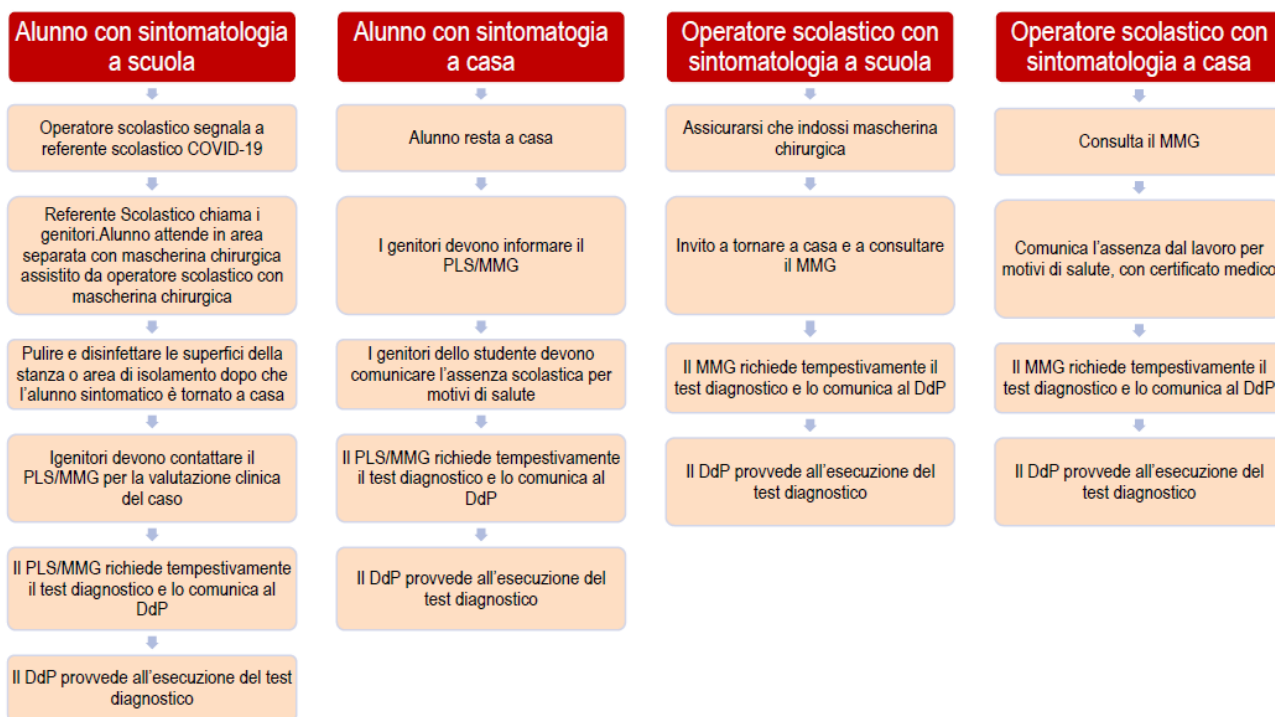 Alunno con sintomatologia
a scuola
Operatore scolastico segnala a
referente scolastico COVID-19
Referente Scolastico chiama i
genitori.Alunno attende in area
separata con mascherina chirurgica
assistito da operatore scolastico con
mascherina chirurgica
Pulire e disinfettare le superfici della
stanza o area di isolamento dopo che
l'alunno sintomatico è tornato a casa
Igenitori devono contattare il
PLS/MMG per la valutazione clinica
del caso
Il PLS/MMG richiede tempestivamente
il test diagnostico e lo comunica al
DdP
Il DdP provvede all'esecuzione del test
diagnostico
Alunno con sintomatogia
a casa
Alunno resta a casa
I genitori devono informare il
PLS/MMG
I genitori dello studente devono
comunicare l'assenza scolastica per
motivi di salute
Il PLS/MMG richiede tempestivamente
il test diagnostico e lo comunica al
DdP
Il DdP provvede all'esecuzione del
test diagnostico
Operatore scolastico con
sintomatologia a scuola
Assicurarsi che indossi mascherina
chirurgica
Invito a tornare a casa e a consultare
il MMG
Il MMG richiede tempestivamente il
test diagnostico e lo comunica al DdP
Il DdP provvede all'esecuzione del
test diagnostico
Operatore scolastico con
sintomatologia a casa
Consulta il MMG
Comunica l'assenza dal lavoro per
motivi di salute, con certificato medico
Il MMG richiede tempestivamente il
test diagnostico e lo comunica al DdP
Il DdP provvede all'esecuzione del
test diagnostico